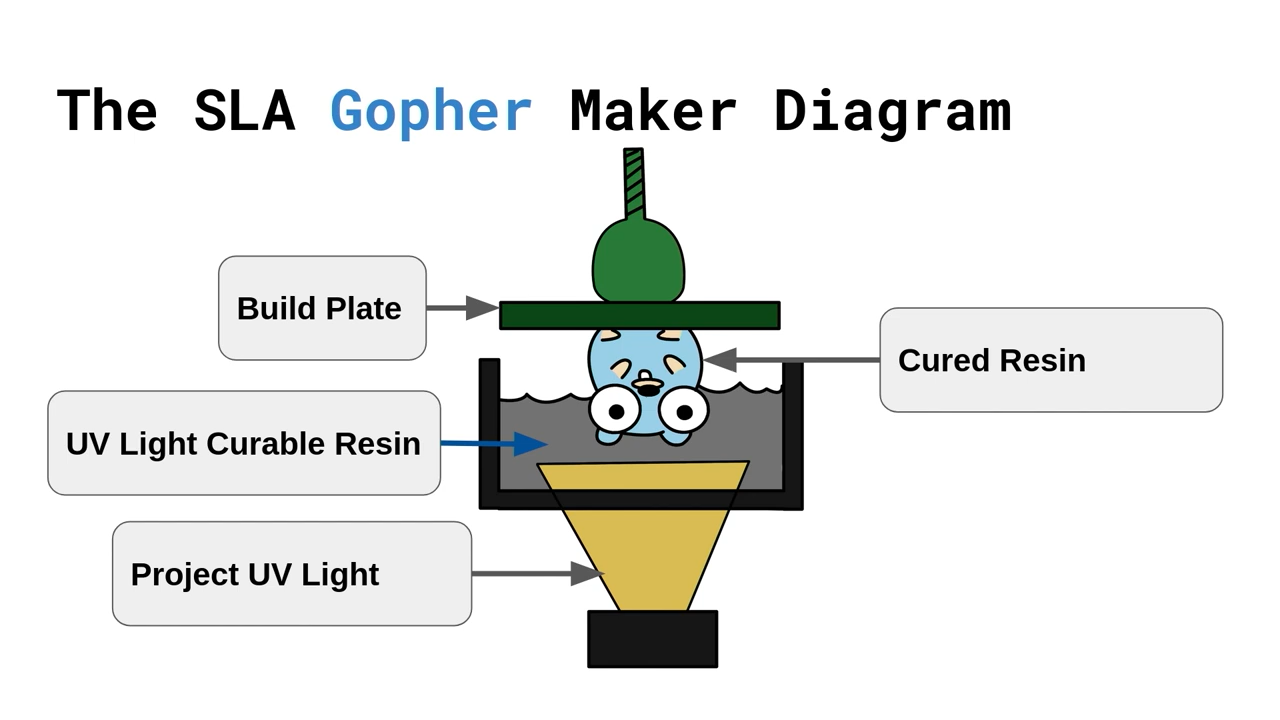 The SLA Gopher Maker Diagram
Build Plate
Cured Resin
UV Light Curable Resin
Project UV Light